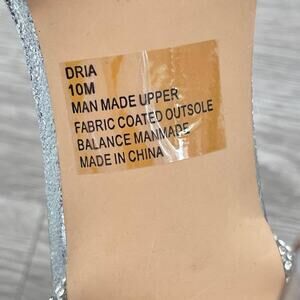 DRIA
10M
MAN MADE UPPER
FABRIC COATED OUTSOLE
BALANCE MANMADE
MADE IN CHINA